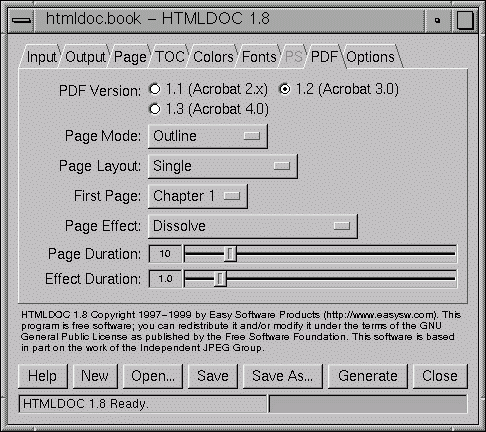 htmldoc.book – HTMLDOC 1.8
Input Output Page TOC Colors Fonts PS PDF Options
PDF Version: 1.1 (Acrobat 2.x) 1.2 (Acrobat 3.0)
1.3 (Acrobat 4.0)
Page Mode: Outline
Page Layout: Single
First Page: Chapter 1
Page Effect: Dissolve
Page Duration: 10
Effect Duration: 1.0
HTMLDOC 1.8 Copyright 1997–1999 by Easy Software Products (http://www.easysw.com). This
program is free software; you can redistribute it and/or modify it under the terms of the GNU
General Public License as published by the Free Software Foundation. This software is based
in part on the work of the Independent JPEG Group.
Help New Open... Save Save As... Generate Close
HTMLDOC 1.8 Ready.